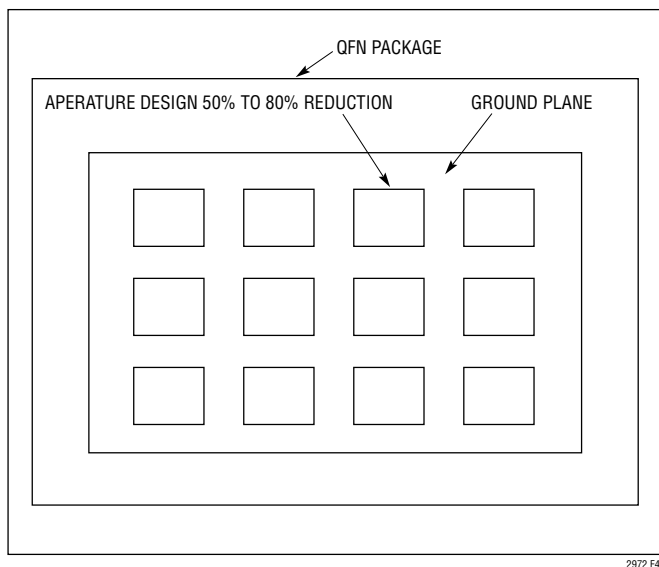 QFN PACKAGE
APERATURE DESIGN 50% TO 80% REDUCTION
GROUND PLANE
2972 F4